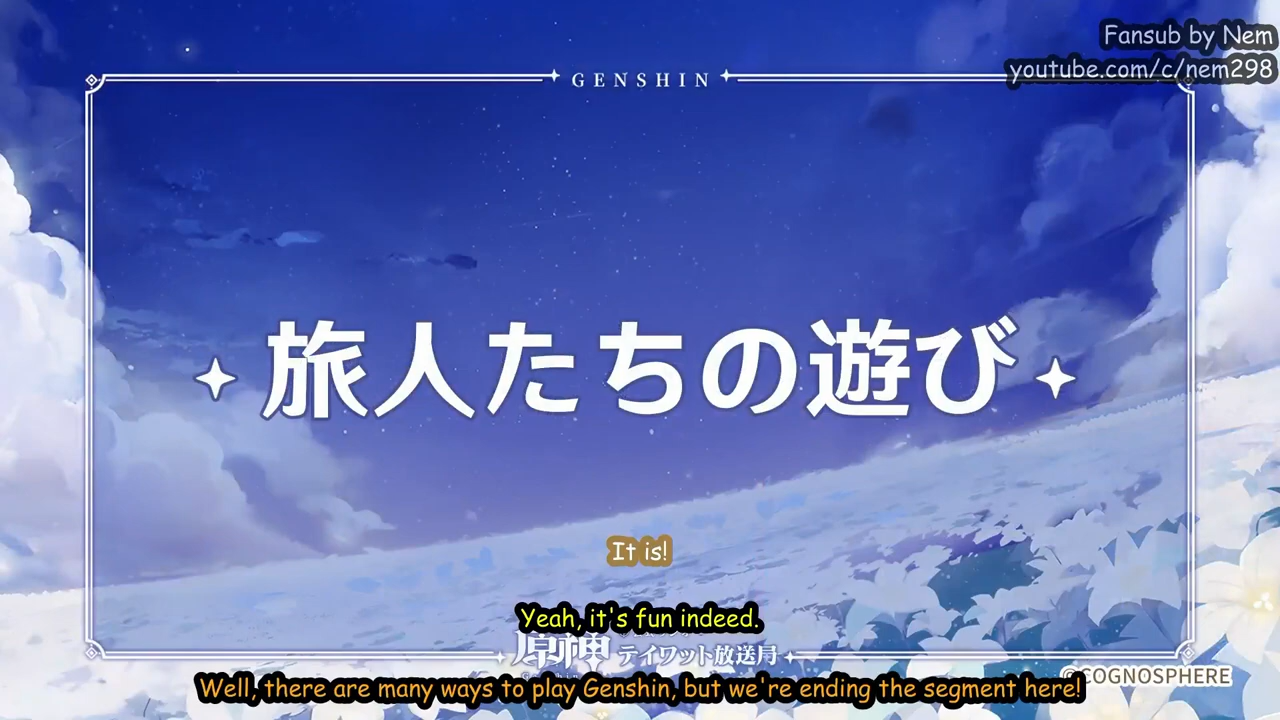 Fansub by Nem
youtube.com/c/nem298
GENSHIN
旅人たちの遊び
It is!
Yeah, it's fun indeed.
原神 テイワット放送局
Well, there are many ways to play Genshin, but we're ending the segment here!
©COGNOSPHERE